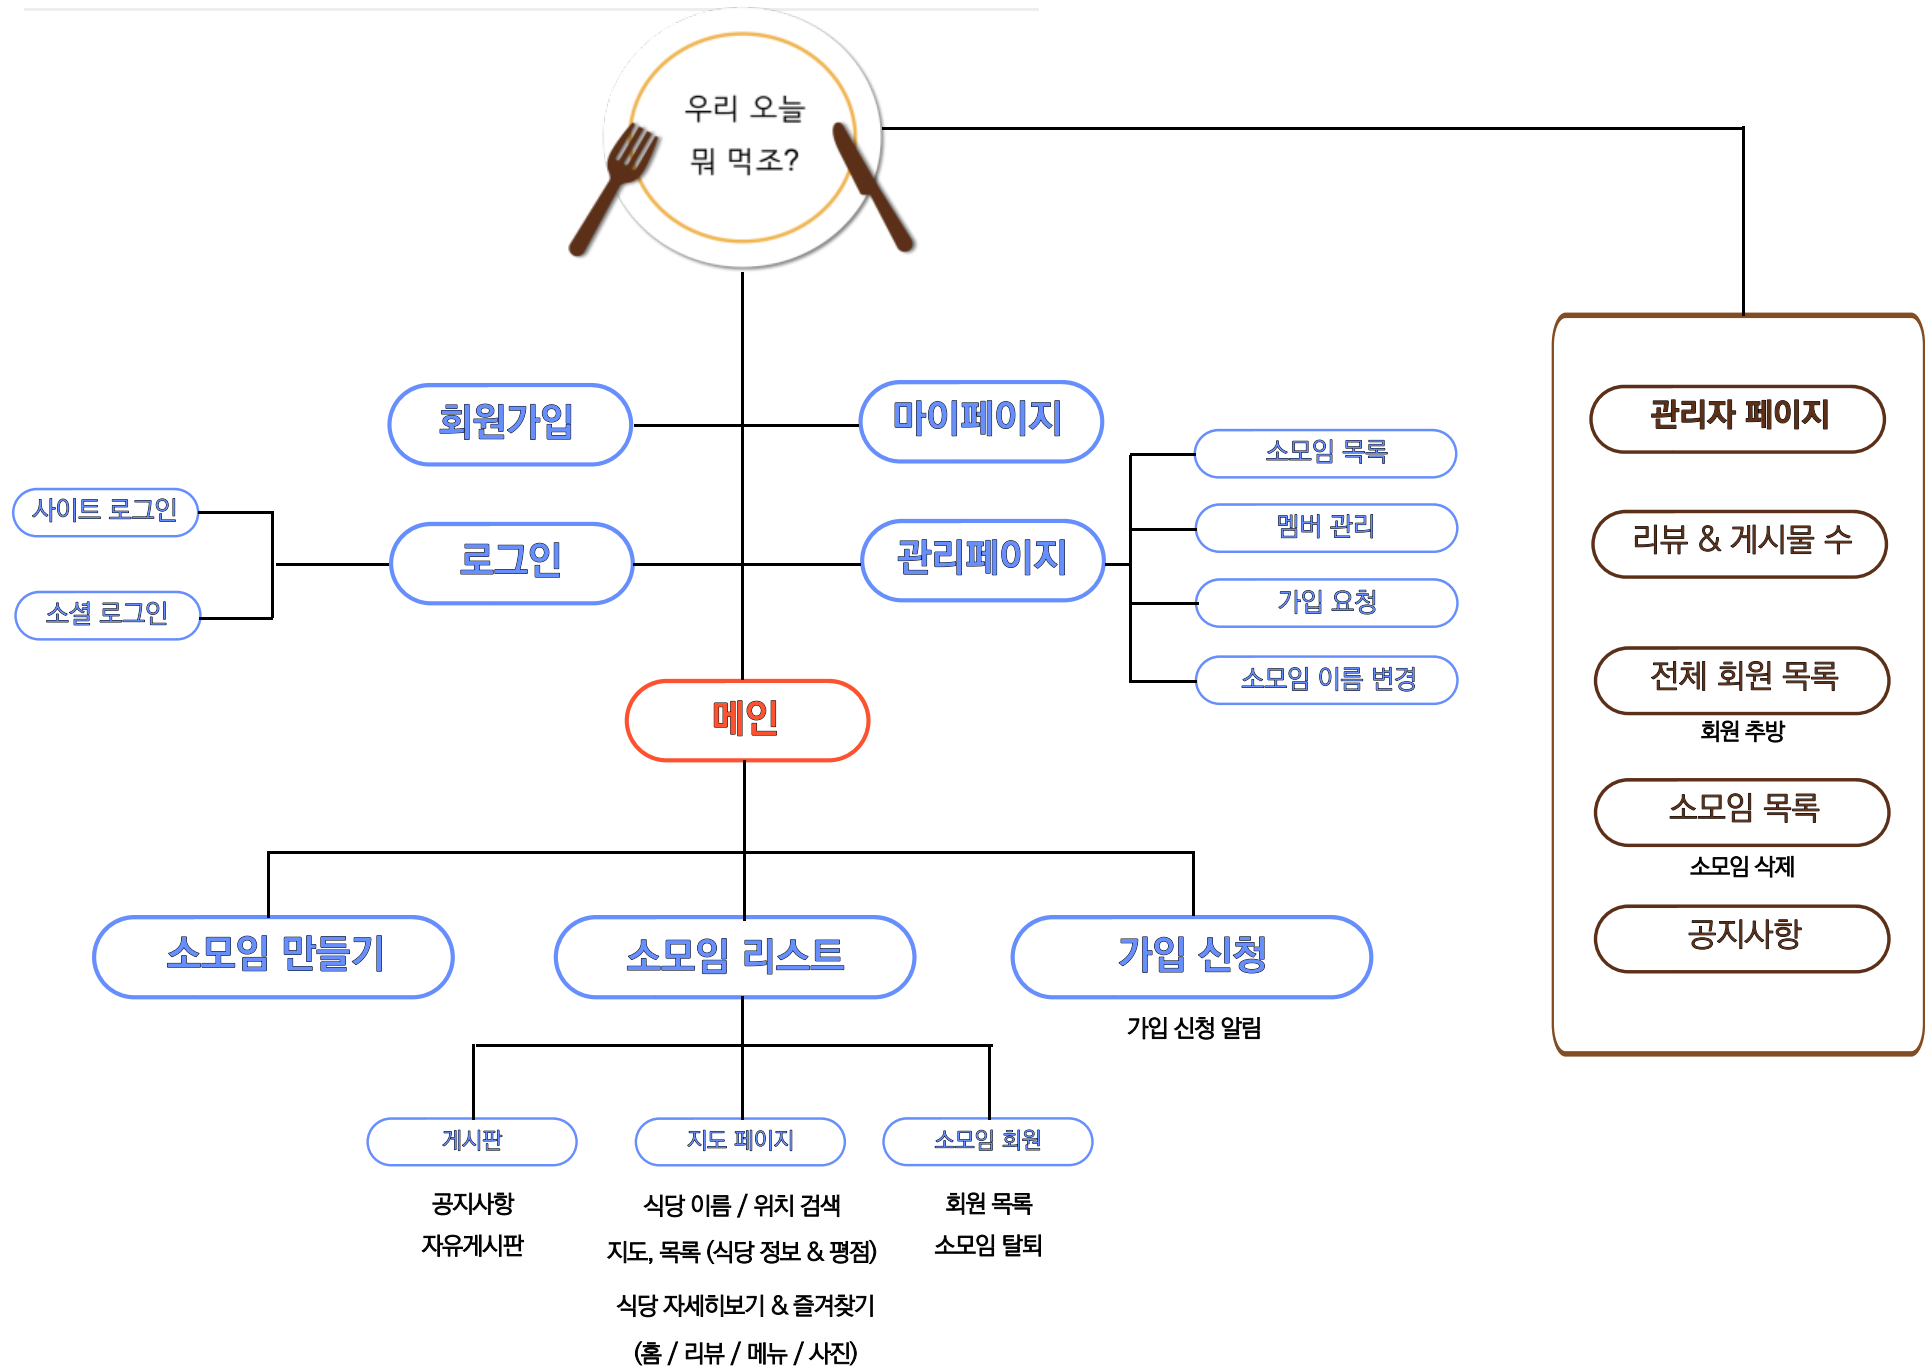 우리 오늘
뭐 먹조?
회원가입
마이페이지
사이트 로그인
소셜 로그인
로그인
관리페이지
소모임 목록
멤버 관리
가입 요청
소모임 이름 변경
메인
소모임 만들기
소모임 리스트
가입 신청
가입 신청 알림
게시판
공지사항
자유게시판
지도 페이지
식당 이름 / 위치 검색
지도, 목록 (식당 정보 & 평점)
식당 자세히보기 & 즐겨찾기
(홈 / 리뷰 / 메뉴 / 사진)
소모임 회원
회원 목록
소모임 탈퇴
관리자 페이지
리뷰 & 게시물 수
전체 회원 목록
회원 추방
소모임 목록
소모임 삭제
공지사항